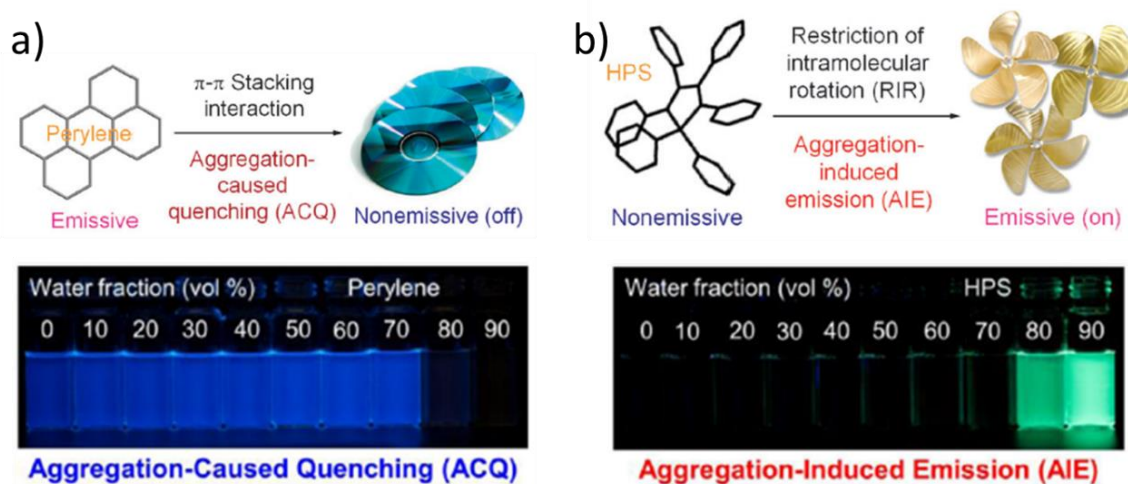 a)
Perylene
Emissive
π-π Stacking
interaction
Aggregation-
caused
quenching (ACQ)
Nonemissive (off)
Water fraction (vol %) Perylene
0 10 20 30 40 50 60 70 80 90
Aggregation-Caused Quenching (ACQ)
b)
HPS
Nonemissive
Restriction of
intramolecular
rotation (RIR)
Aggregation-
induced
emission (AIE)
Emissive (on)
Water fraction (vol %) HPS
0 10 20 30 40 50 60 70 80 90
Aggregation-Induced Emission (AIE)